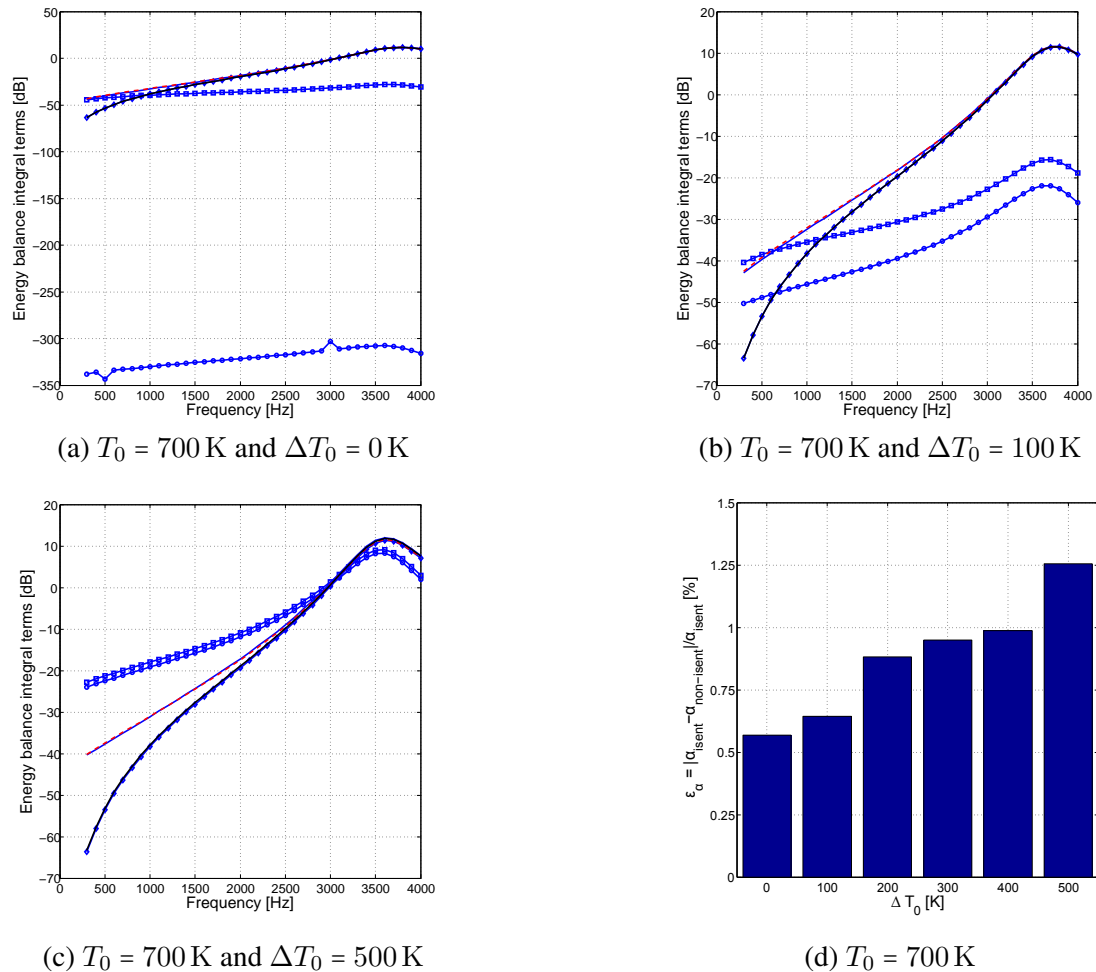 50
0
−50
−100
−150
−200
−250
−300
−350
Energy balance integral terms [dB]
0 500 1000 1500 2000 2500 3000 3500 4000
Frequency [Hz]
(a) T₀ = 700 K and ΔT₀ = 0 K
20
10
0
−10
−20
−30
−40
−50
−60
−70
Energy balance integral terms [dB]
0 500 1000 1500 2000 2500 3000 3500 4000
Frequency [Hz]
(b) T₀ = 700 K and ΔT₀ = 100 K
20
10
0
−10
−20
−30
−40
−50
−60
−70
Energy balance integral terms [dB]
0 500 1000 1500 2000 2500 3000 3500 4000
Frequency [Hz]
(c) T₀ = 700 K and ΔT₀ = 500 K
1.5
1.25
1
0.75
0.5
0.25
0
ε_α = |α_isent−α_non−isent|/α_isent [%]
0 100 200 300 400 500
Δ T₀ [K]
(d) T₀ = 700 K